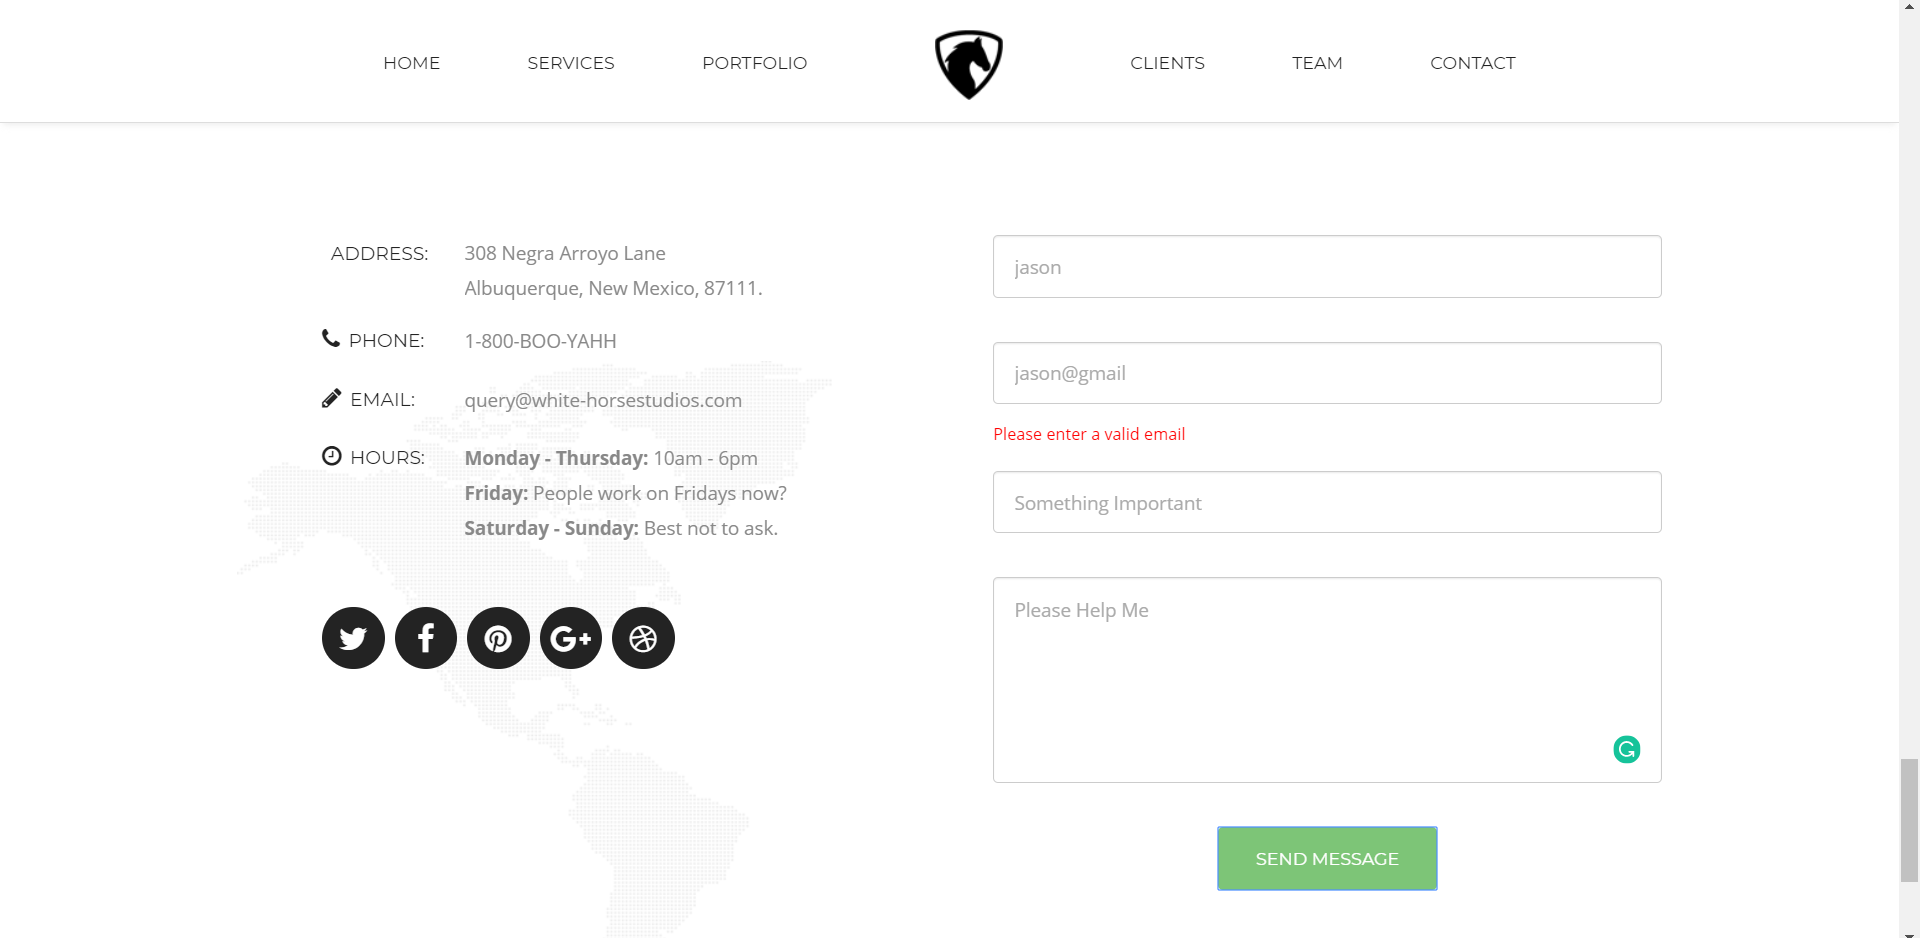 HOME SERVICES PORTFOLIO CLIENTS TEAM CONTACT
ADDRESS: 308 Negra Arroyo Lane
Albuquerque, New Mexico, 87111.
PHONE: 1-800-BOO-YAHH
EMAIL: query@white-horsestudios.com
HOURS: Monday - Thursday: 10am - 6pm
Friday: People work on Fridays now?
Saturday - Sunday: Best not to ask.
jason
jason@gmail
Please enter a valid email
Something Important
Please Help Me
SEND MESSAGE